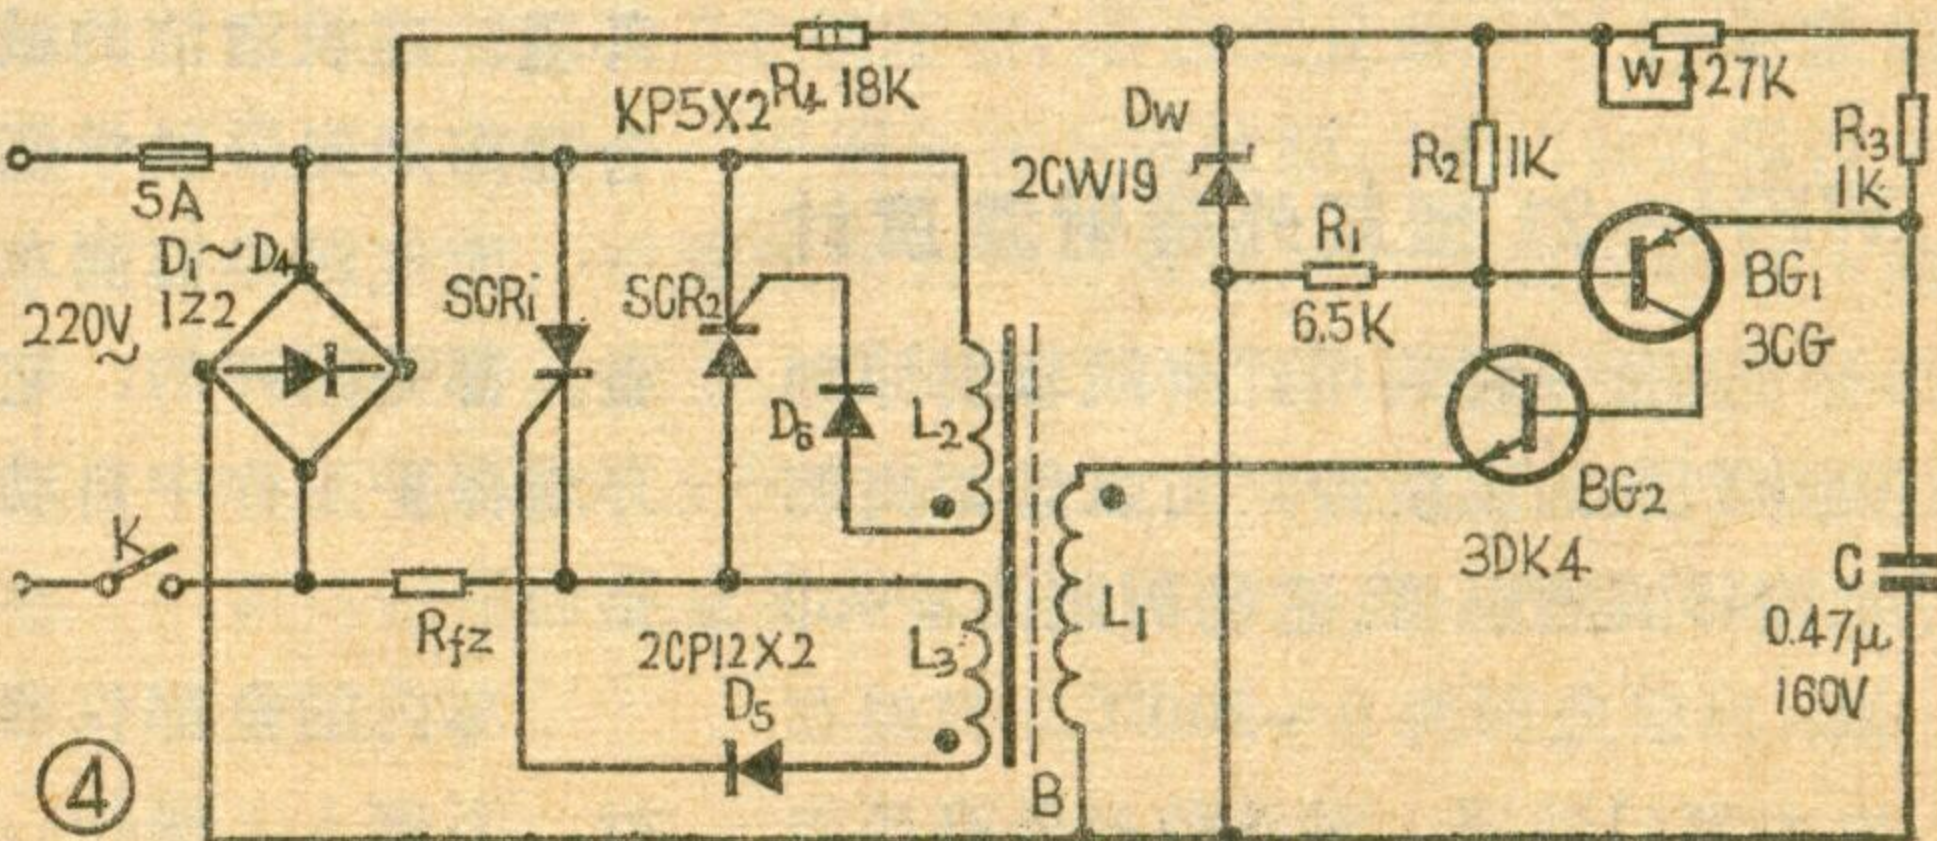 R4 18K
KP5X2
W 27K
5A
DW
2CW19
R2 1K
R3
1K
D1~D4
1Z2
220V~
SCR1
SCR2
D6
L2
R1
6.5K
BG1
3CG
BG2
3DK4
K
Rfz
2CP12X2
D5
L3
L1
C
0.47μ
160V
B
④